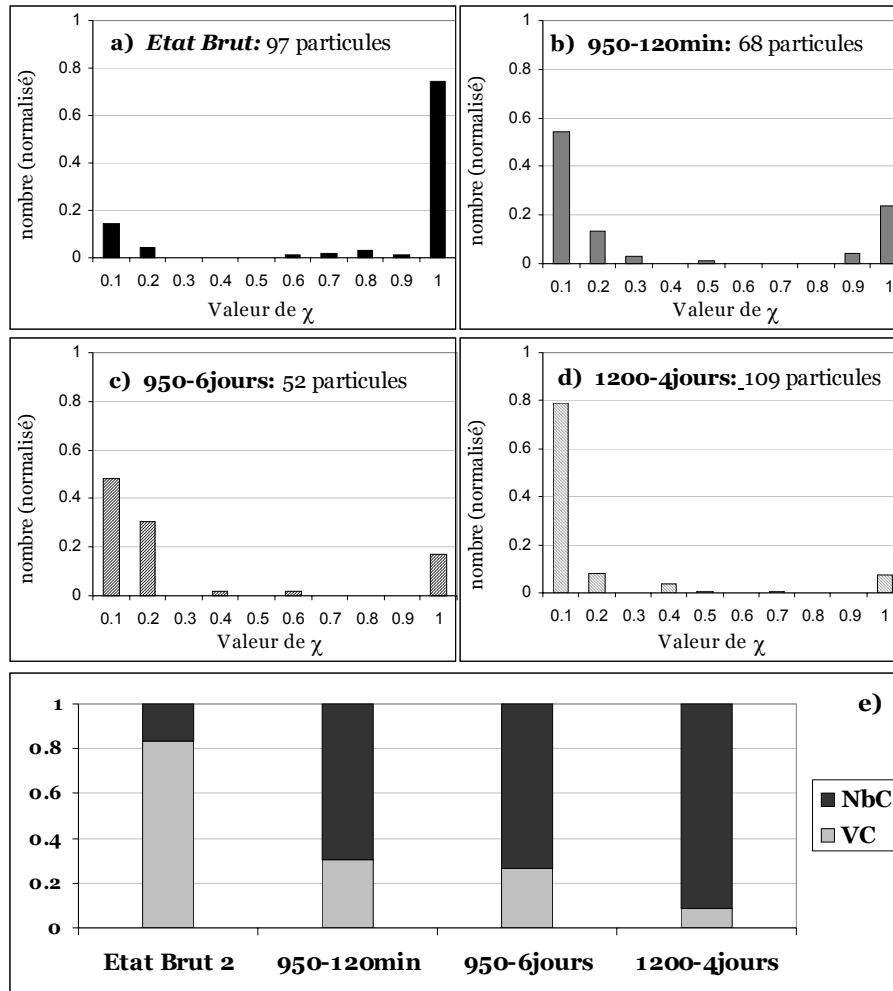 a) Etat Brut: 97 particules
nombre (normalisé)
1
0.8
0.6
0.4
0.2
0
0.1 0.2 0.3 0.4 0.5 0.6 0.7 0.8 0.9 1
Valeur de χ
b) 950-120min: 68 particules
nombre (normalisé)
1
0.8
0.6
0.4
0.2
0
0.1 0.2 0.3 0.4 0.5 0.6 0.7 0.8 0.9 1
Valeur de χ
c) 950-6jours: 52 particules
nombre (normalisé)
1
0.8
0.6
0.4
0.2
0
0.1 0.2 0.3 0.4 0.5 0.6 0.7 0.8 0.9 1
Valeur de χ
d) 1200-4jours: 109 particules
nombre (normalisé)
1
0.8
0.6
0.4
0.2
0
0.1 0.2 0.3 0.4 0.5 0.6 0.7 0.8 0.9 1
Valeur de χ
e)
1
0.8
0.6
0.4
0.2
0
Etat Brut 2 950-120min 950-6jours 1200-4jours
NbC
VC